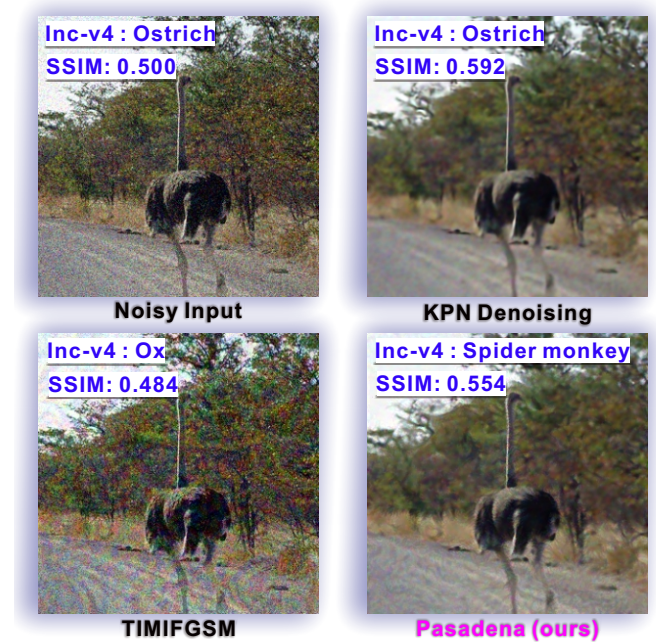 Inc-v4 : Ostrich
SSIM: 0.500
Noisy Input
Inc-v4 : Ostrich
SSIM: 0.592
KPN Denoising
Inc-v4 : Ox
SSIM: 0.484
TIMIFGSM
Inc-v4 : Spider monkey
SSIM: 0.554
Pasadena (ours)